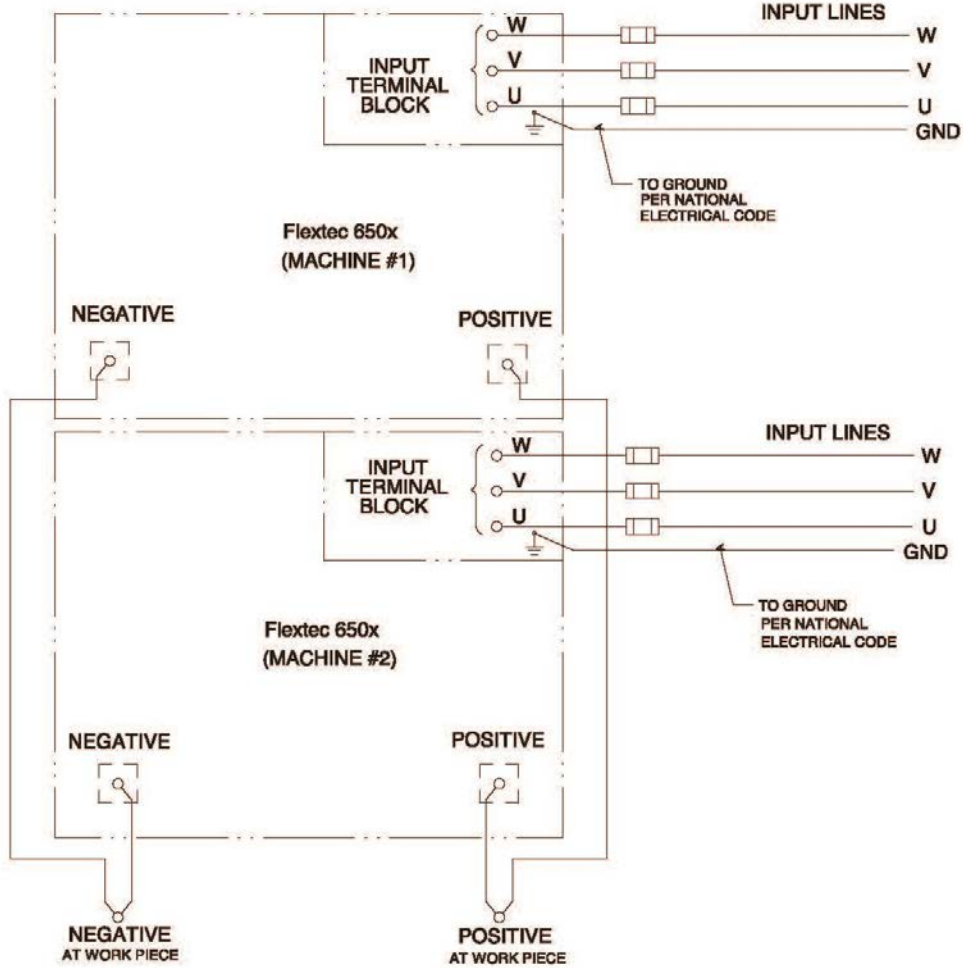 INPUT LINES
W
V
U
INPUT
TERMINAL
BLOCK
W
V
U
GND
TO GROUND
PER NATIONAL
ELECTRICAL CODE
Flextec 650x
(MACHINE #1)
NEGATIVE
POSITIVE
INPUT LINES
W
V
U
INPUT
TERMINAL
BLOCK
W
V
U
GND
TO GROUND
PER NATIONAL
ELECTRICAL CODE
Flextec 650x
(MACHINE #2)
NEGATIVE
POSITIVE
NEGATIVE
AT WORK PIECE
POSITIVE
AT WORK PIECE